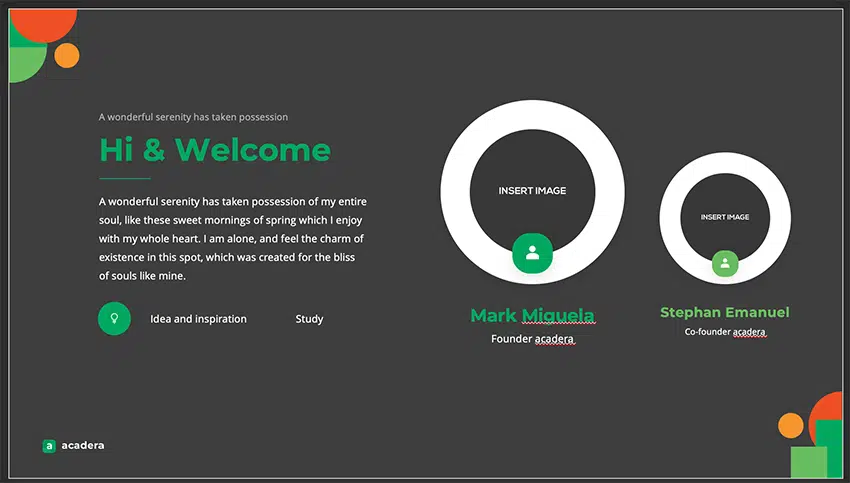 A wonderful serenity has taken possession
Hi & Welcome
A wonderful serenity has taken possession of my entire
soul, like these sweet mornings of spring which I enjoy
with my whole heart. I am alone, and feel the charm of
existence in this spot, which was created for the bliss
of souls like mine.
Idea and inspiration
Study
INSERT IMAGE
Mark Miguela
Founder acadera
INSERT IMAGE
Stephan Emanuel
Co-founder acadera
a acadera